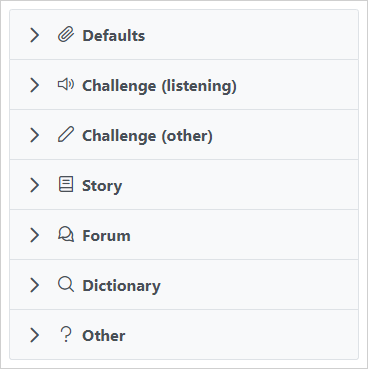 Defaults
Challenge (listening)
Challenge (other)
Story
Forum
Dictionary
Other